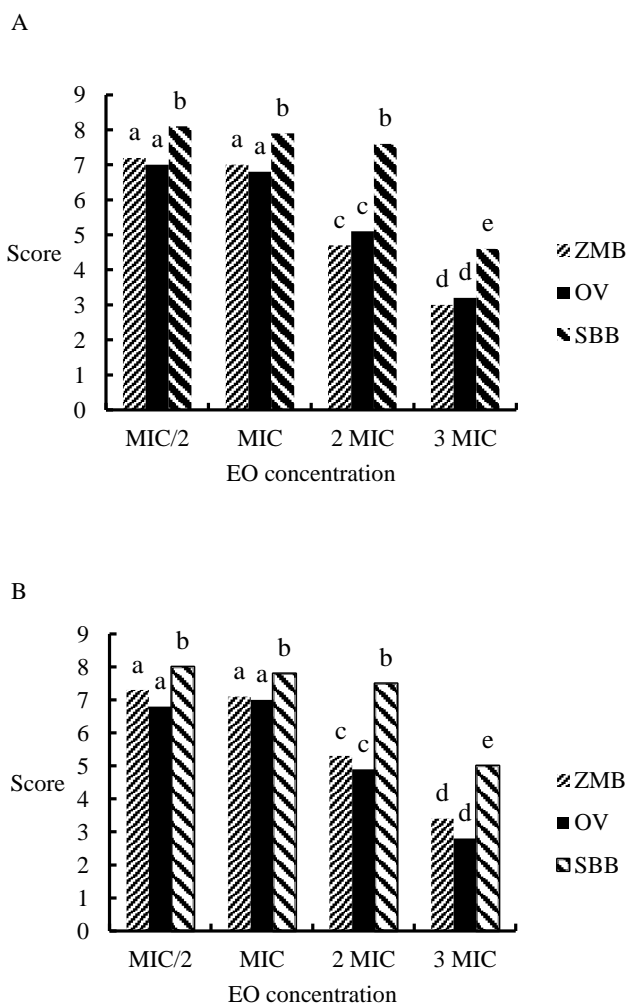 A
9
8
7
6
5
4
3
2
1
0
Score
a a b
a a b
c c b
d d e
MIC/2 MIC 2 MIC 3 MIC
EO concentration
ZMB
OV
SBB
B
9
8
7
6
5
4
3
2
1
0
Score
a a b
a a b
c c b
d d e
MIC/2 MIC 2 MIC 3 MIC
EO concentration
ZMB
OV
SBB